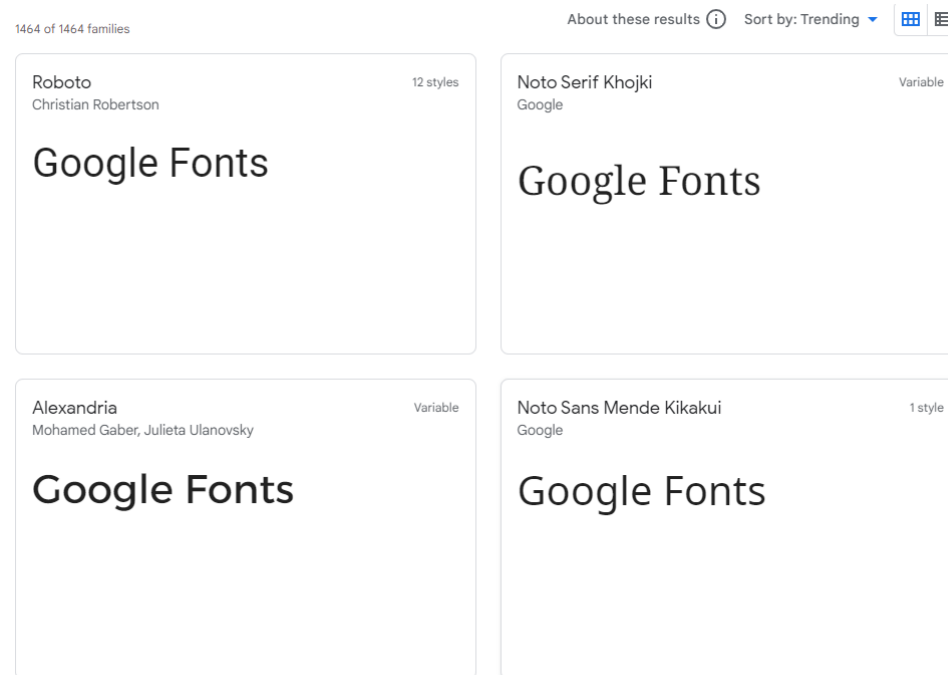 1464 of 1464 families
About these results Sort by: Trending
Roboto 12 styles
Christian Robertson
Google Fonts
Noto Serif Khojki Variable
Google
Google Fonts
Alexandria Variable
Mohamed Gaber, Julieta Ulanovsky
Google Fonts
Noto Sans Mende Kikakui 1 style
Google
Google Fonts